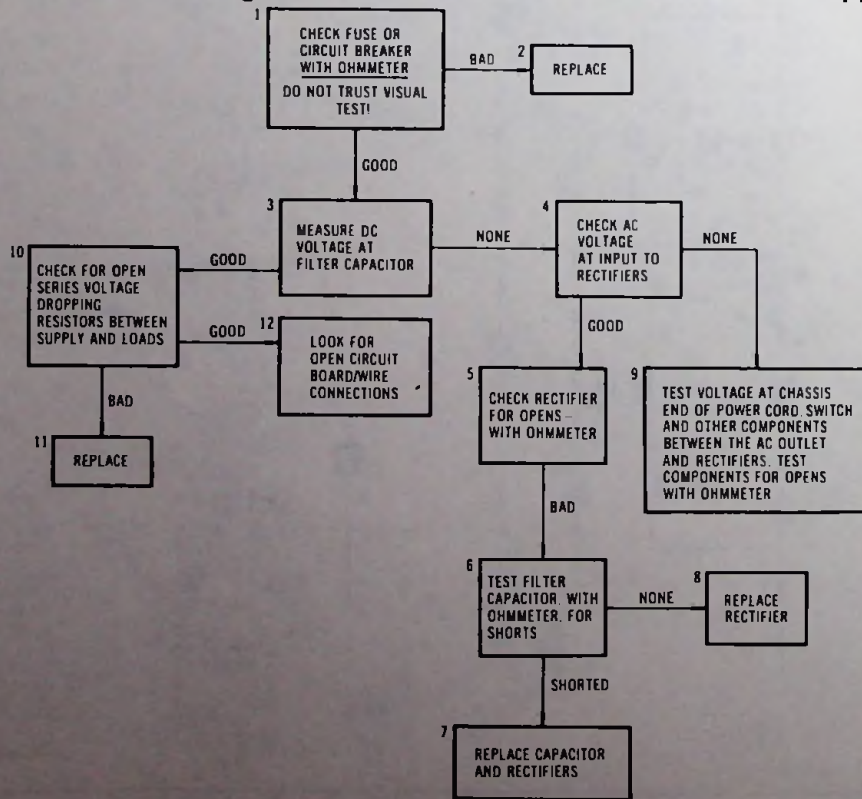 1
CHECK FUSE OR
CIRCUIT BREAKER
WITH OHMMETER
DO NOT TRUST VISUAL
TEST!
BAD
2
REPLACE
GOOD
3
MEASURE DC
VOLTAGE AT
FILTER CAPACITOR
NONE
4
CHECK AC
VOLTAGE
AT INPUT TO
RECTIFIERS
NONE
10
CHECK FOR OPEN
SERIES VOLTAGE
DROPPING
RESISTORS BETWEEN
SUPPLY AND LOADS
GOOD
GOOD
12
LOOK FOR
OPEN CIRCUIT
BOARD/WIRE
CONNECTIONS
BAD
11
REPLACE
GOOD
5
CHECK RECTIFIER
FOR OPENS–
WITH OHMMETER
9
TEST VOLTAGE AT CHASSIS
END OF POWER CORD, SWITCH
AND OTHER COMPONENTS
BETWEEN THE AC OUTLET
AND RECTIFIERS. TEST
COMPONENTS FOR OPENS
WITH OHMMETER
BAD
6
TEST FILTER
CAPACITOR, WITH
OHMMETER, FOR
SHORTS
NONE
8
REPLACE
RECTIFIER
SHORTED
7
REPLACE CAPACITOR
AND RECTIFIERS